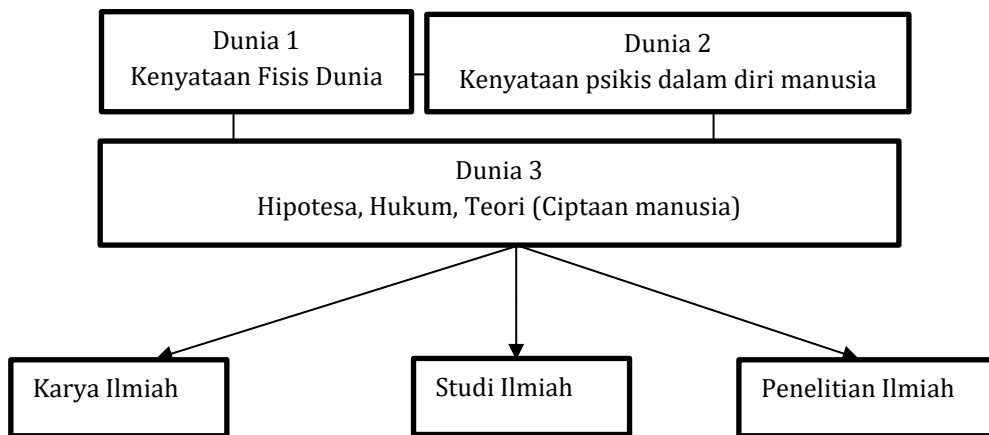 Dunia 1
Kenyataan Fisis Dunia
Dunia 2
Kenyataan psikis dalam diri manusia
Dunia 3
Hipotesa, Hukum, Teori (Ciptaan manusia)
Karya Ilmiah
Studi Ilmiah
Penelitian Ilmiah